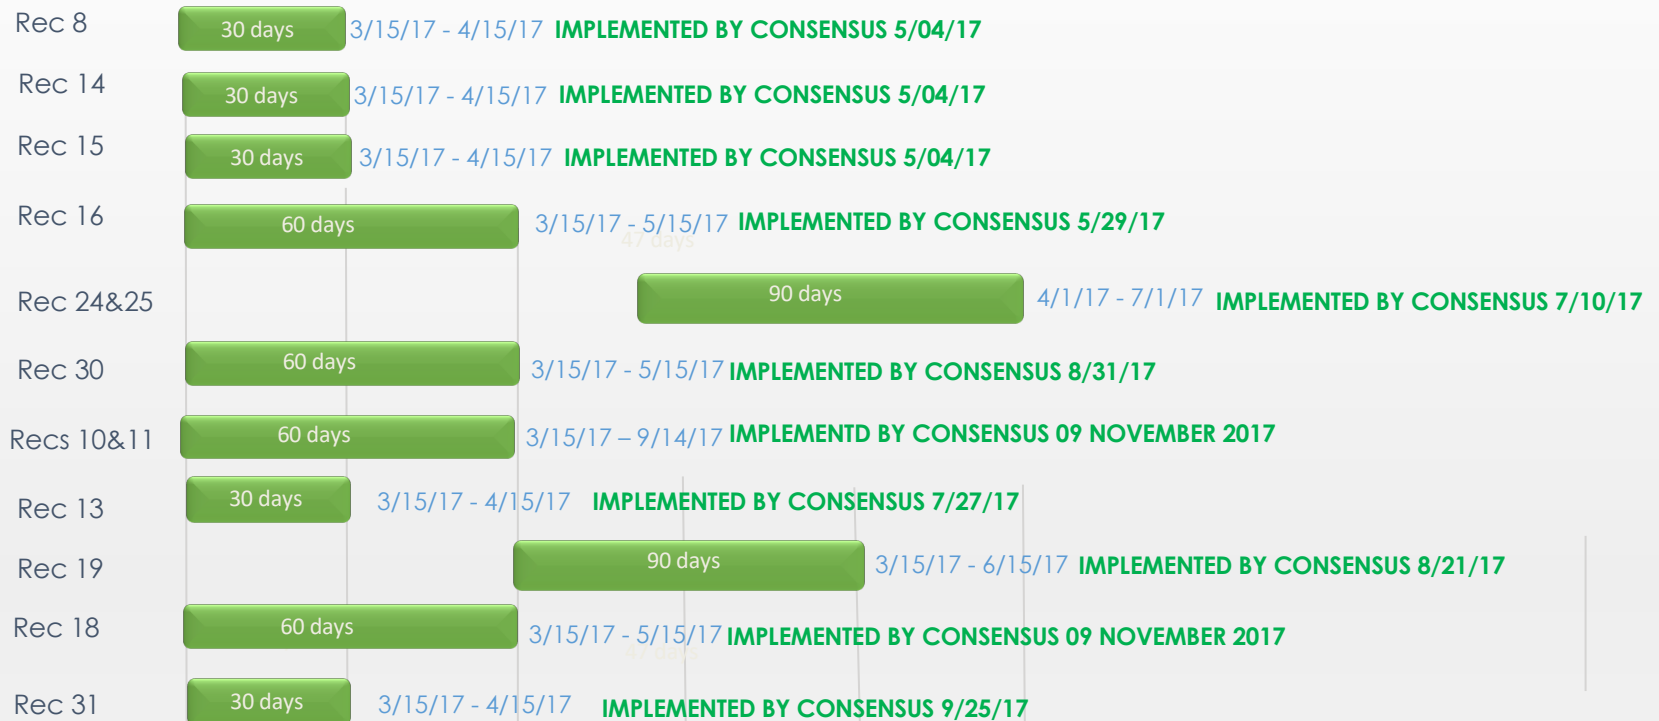 Rec 8 30 days 3/15/17 - 4/15/17 IMPLEMENTED BY CONSENSUS 5/04/17
Rec 14 30 days 3/15/17 - 4/15/17 IMPLEMENTED BY CONSENSUS 5/04/17
Rec 15 30 days 3/15/17 - 4/15/17 IMPLEMENTED BY CONSENSUS 5/04/17
Rec 16 60 days 3/15/17 - 5/15/17 IMPLEMENTED BY CONSENSUS 5/29/17
47 days
Rec 24&25 90 days 4/1/17 - 7/1/17 IMPLEMENTED BY CONSENSUS 7/10/17
Rec 30 60 days 3/15/17 - 5/15/17 IMPLEMENTED BY CONSENSUS 8/31/17
Recs 10&11 60 days 3/15/17 – 9/14/17 IMPLEMENTD BY CONSENSUS 09 NOVEMBER 2017
Rec 13 30 days 3/15/17 - 4/15/17 IMPLEMENTED BY CONSENSUS 7/27/17
Rec 19 90 days 3/15/17 - 6/15/17 IMPLEMENTED BY CONSENSUS 8/21/17
Rec 18 60 days 3/15/17 - 5/15/17 IMPLEMENTED BY CONSENSUS 09 NOVEMBER 2017
47 days
Rec 31 30 days 3/15/17 - 4/15/17 IMPLEMENTED BY CONSENSUS 9/25/17